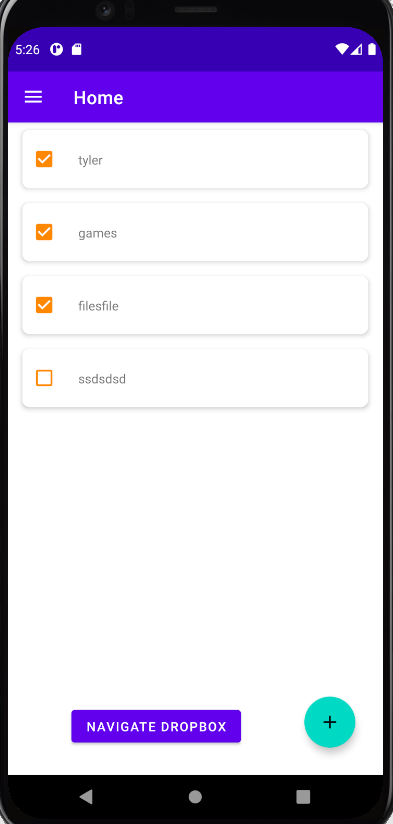 5:26
Home
tyler
games
filesfile
ssdsdsd
NAVIGATE DROPBOX
+